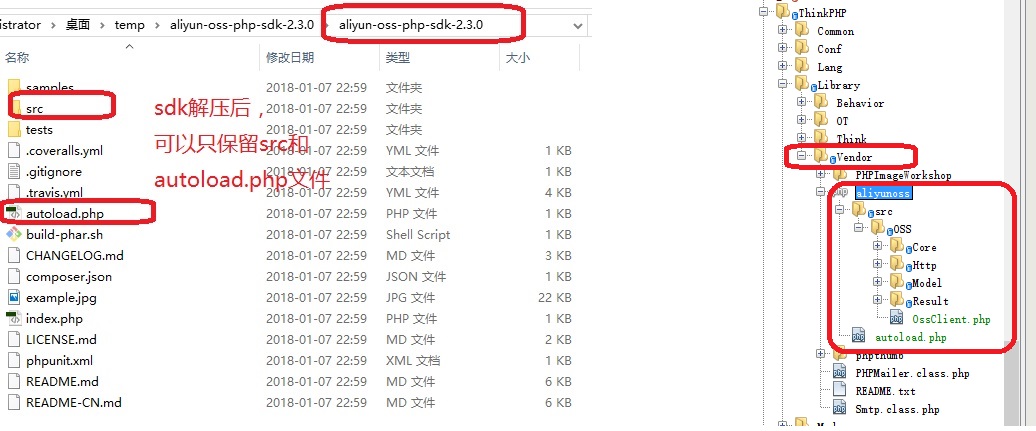 istrator › 桌面 › temp › aliyun-oss-php-sdk-2.3.0 › aliyun-oss-php-sdk-2.3.0
名称 修改日期 类型 大小
samples 2018-01-07 22:59 文件夹
src 2018-01-07 22:59 文件夹
tests 2018-01-07 22:59 文件夹
.coveralls.yml 2018-01-07 22:59 YML 文件 1 KB
.gitignore 2018-01-07 22:59 文本文档 1 KB
.travis.yml 2018-01-07 22:59 YML 文件 4 KB
autoload.php 2018-01-07 22:59 PHP 文件 1 KB
build-phar.sh 2018-01-07 22:59 Shell Script 1 KB
CHANGELOG.md 2018-01-07 22:59 MD 文件 3 KB
composer.json 2018-01-07 22:59 JSON 文件 1 KB
example.jpg 2018-01-07 22:59 JPG 文件 22 KB
index.php 2018-01-07 22:59 PHP 文件 1 KB
LICENSE.md 2018-01-07 22:59 MD 文件 2 KB
phpunit.xml 2018-01-07 22:59 XML 文档 1 KB
README.md 2018-01-07 22:59 MD 文件 6 KB
README-CN.md 2018-01-07 22:59 MD 文件 6 KB
sdk解压后，
可以只保留src和
autoload.php文件
ThinkPHP
Common
Conf
Lang
Library
Behavior
OT
Think
Vendor
PHPImageWorkshop
aliyunoss
src
OSS
Core
Http
Model
Result
OssClient.php
autoload.php
phpthumb
PHPMailer.class.php
README.txt
Smtp.class.php